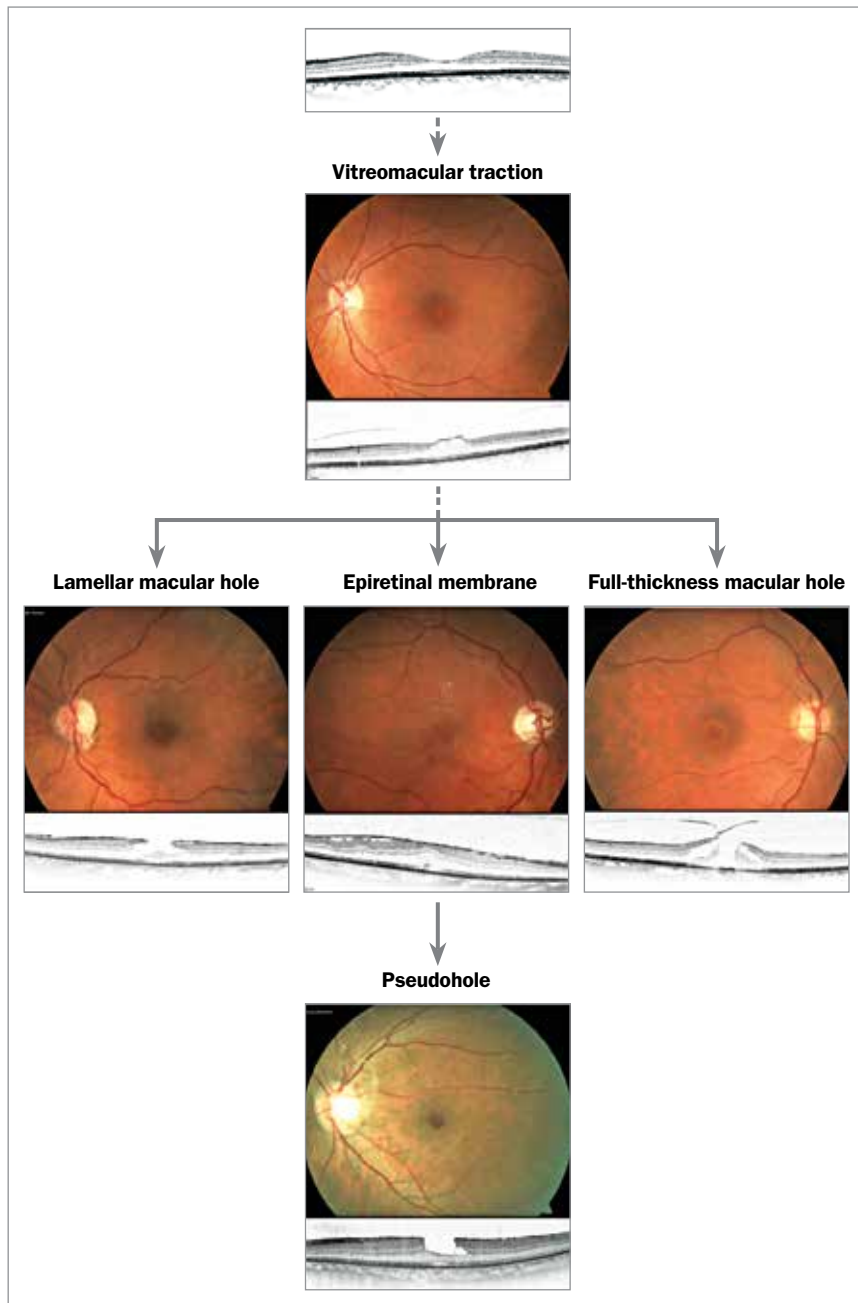 Vitreomacular traction
Lamellar macular hole
Epiretinal membrane
Full-thickness macular hole
Pseudohole